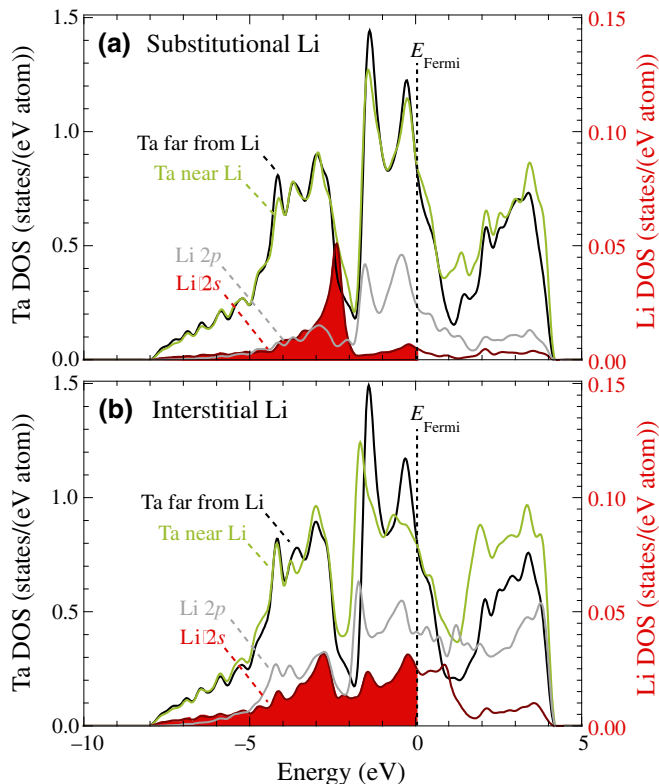 (a) Substitutional Li
E Fermi
Ta far from Li
Ta near Li
Li 2p
Li 2s
Ta DOS (states/(eV atom))
Li DOS (states/(eV atom))
1.0
0.5
0.0
0.15
0.10
0.05
0.00
(b) Interstitial Li
E Fermi
Ta far from Li
Ta near Li
Li 2p
Li 2s
Ta DOS (states/(eV atom))
Li DOS (states/(eV atom))
1.5
1.0
0.5
0.0
0.15
0.10
0.05
0.00
−10
−5
0
5
Energy (eV)